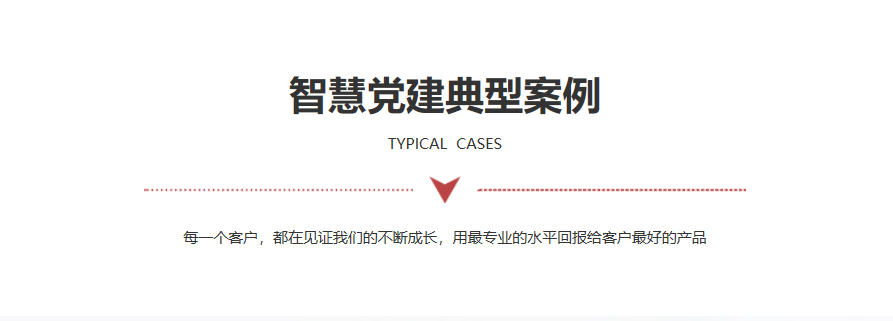 智慧党建典型案例
TYPICAL CASES
每一个客户，都在见证我们的不断成长，用最专业的水平回报给客户最好的产品